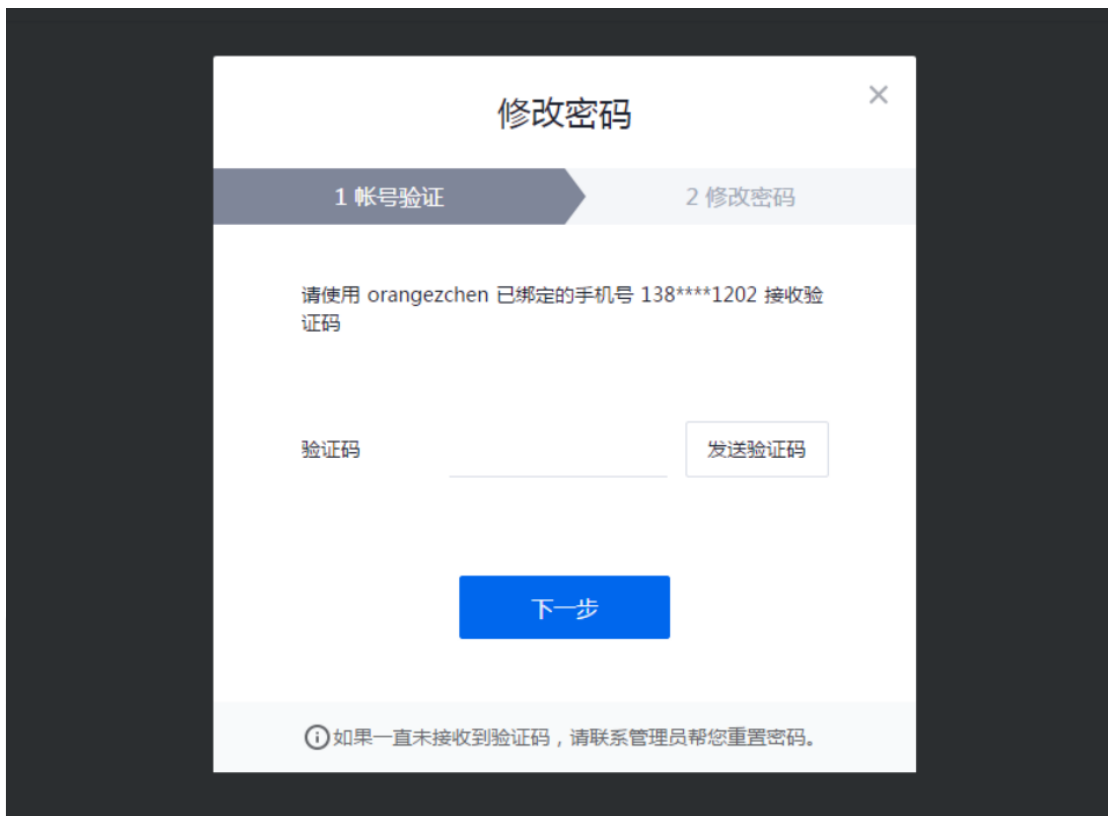 修改密码
1 帐号验证
2 修改密码
请使用 orangezchen 已绑定的手机号 138****1202 接收验
证码
验证码
发送验证码
下一步
如果一直未接收到验证码，请联系管理员帮您重置密码。